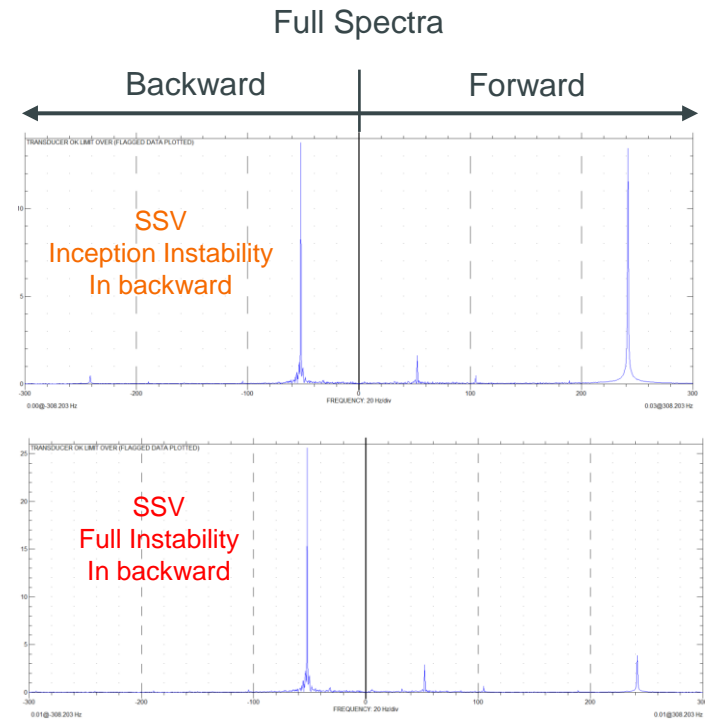 Full Spectra
Backward
Forward
TRANSDUCER OK LIMIT OVER (FLAGGED DATA PLOTTED)
10
5
0
SSV
Inception Instability
In backward
-300
-200
-100
0
100
200
300
FREQUENCY: 20 Hz/div
0.00@-308.203 Hz
0.03@308.203 Hz
TRANSDUCER OK LIMIT OVER (FLAGGED DATA PLOTTED)
25
20
15
10
5
0
SSV
Full Instability
In backward
-300
-200
-100
0
100
200
300
FREQUENCY: 20 Hz/div
0.01@-308.203 Hz
0.01@308.203 Hz